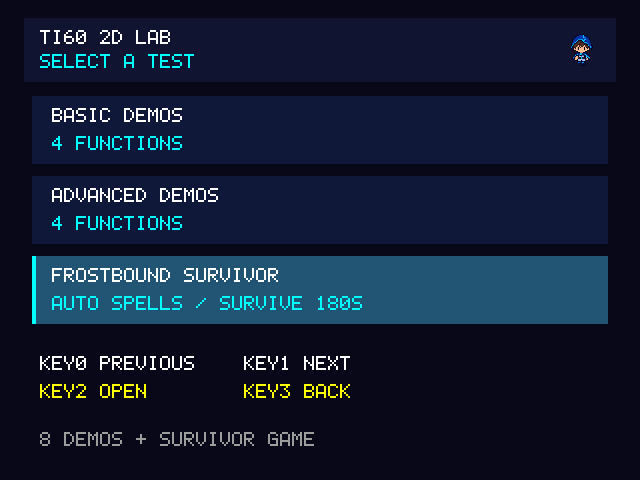 TI60 2D LAB
SELECT A TEST
BASIC DEMOS
4 FUNCTIONS
ADVANCED DEMOS
4 FUNCTIONS
FROSTBOUND SURVIVOR
AUTO SPELLS / SURVIVE 180S
KEY0 PREVIOUS KEY1 NEXT
KEY2 OPEN KEY3 BACK
8 DEMOS + SURVIVOR GAME